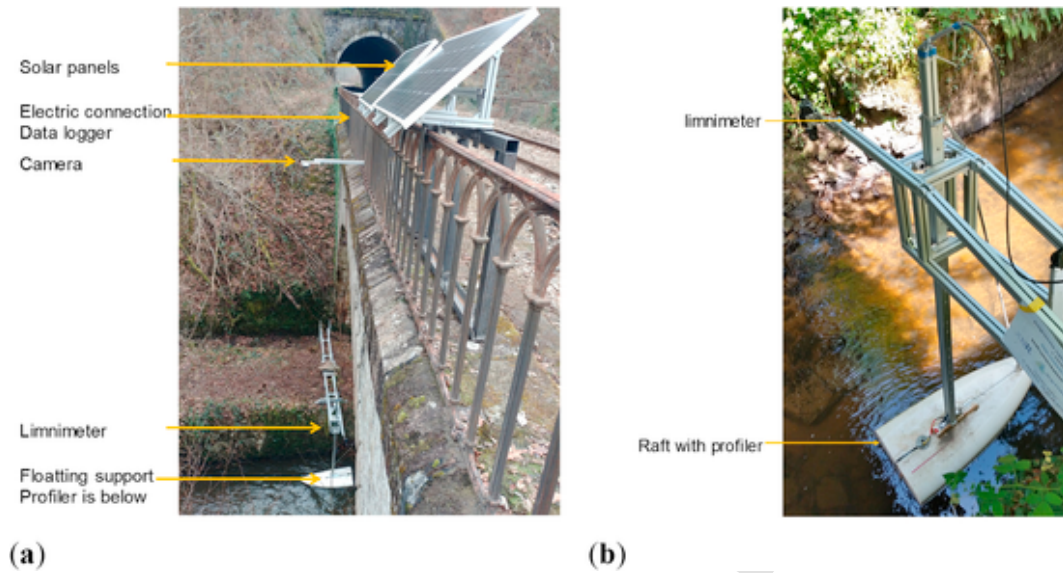 Solar panels
Electric connection
Data logger
Camera
Limnimeter
Floatting support
Profiler is below
(a)
limnimeter
Raft with profiler
(b)